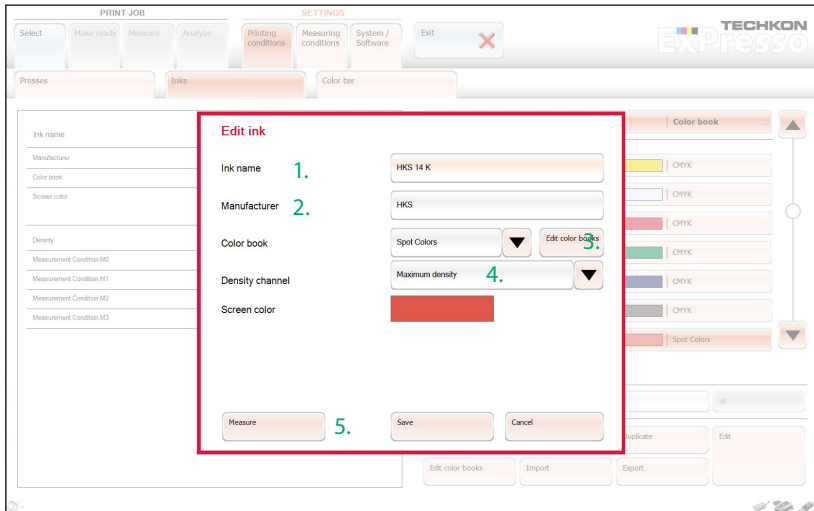 PRINT JOB
SETTINGS
Select
Make ready
Measure
Analyze
Printing
conditions
Measuring
conditions
System /
Software
Exit
TECHKON
ExPresso
Presses
Inks
Color bar
Ink name
Manufacturer
Color book
Screen color
Density
Measurement Condition M0
Measurement Condition M1
Measurement Condition M2
Measurement Condition M3
Edit ink
Ink name 1. HKS 14 K
Manufacturer 2. HKS
Color book Spot Colors Edit color books 3.
Density channel Maximum density 4.
Screen color
Measure 5. Save Cancel
Color book
CMYK
CMYK
CMYK
CMYK
CMYK
CMYK
Spot Colors
all
Duplicate
Edit
Edit color books
Import
Export